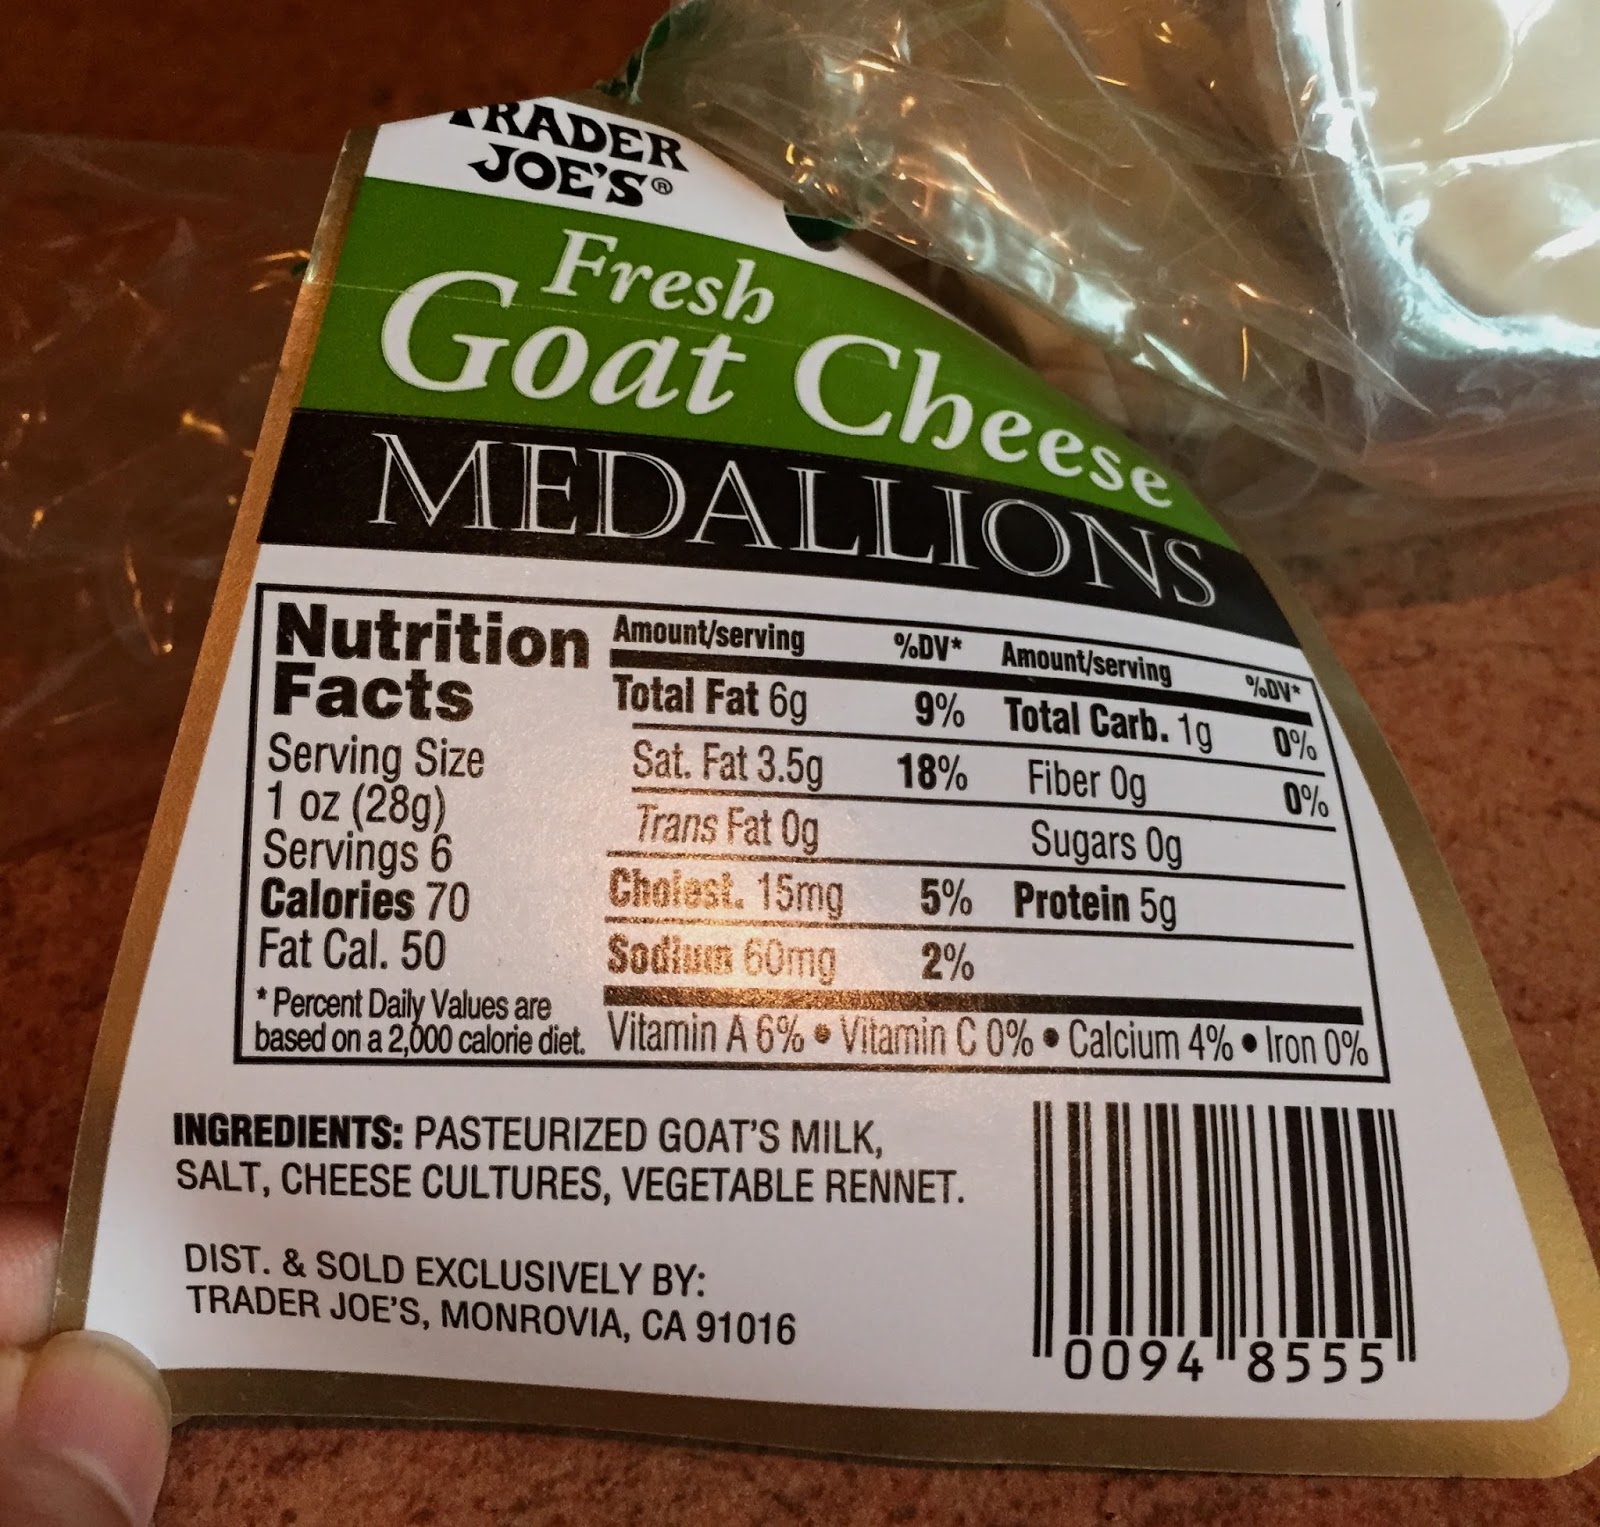 TRADER
JOE'S®
Fresh
Goat Cheese
MEDALLIONS
Nutrition
Facts
Serving Size
1 oz (28g)
Servings 6
Calories 70
Fat Cal. 50
* Percent Daily Values are
based on a 2,000 calorie diet.
Amount/serving %DV* Amount/serving %DV*
Total Fat 6g 9% Total Carb. 1g 0%
Sat. Fat 3.5g 18% Fiber 0g 0%
Trans Fat 0g Sugars 0g
Cholest. 15mg 5% Protein 5g
Sodium 60mg 2%
Vitamin A 6% • Vitamin C 0% • Calcium 4% • Iron 0%
INGREDIENTS: PASTEURIZED GOAT'S MILK,
SALT, CHEESE CULTURES, VEGETABLE RENNET.
DIST. & SOLD EXCLUSIVELY BY:
TRADER JOE'S, MONROVIA, CA 91016
0094 8555